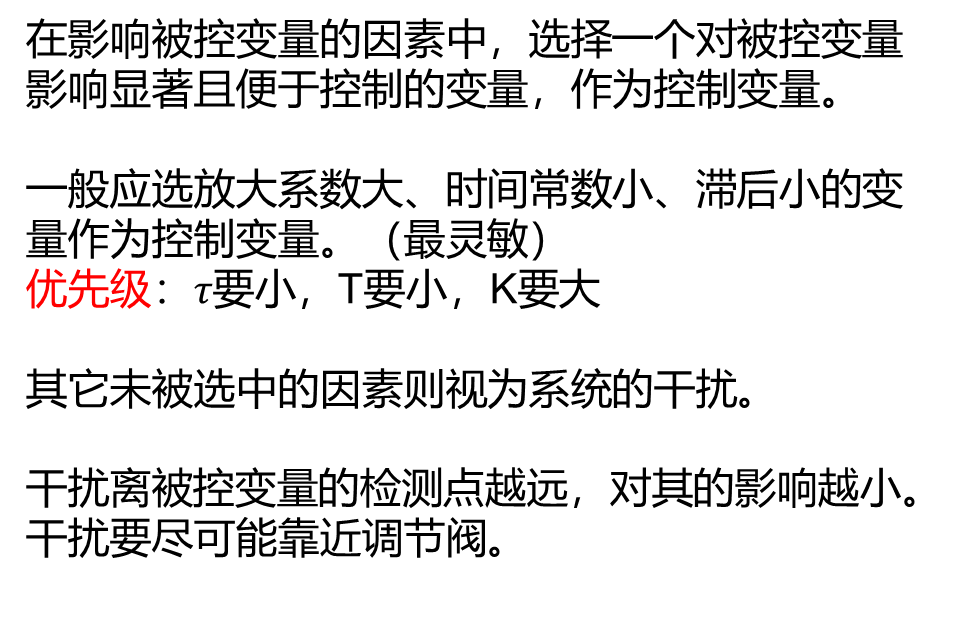 在影响被控变量的因素中，选择一个对被控变量
影响显著且便于控制的变量，作为控制变量。
一般应选放大系数大、时间常数小、滞后小的变
量作为控制变量。（最灵敏）
优先级：τ要小，T要小，K要大
其它未被选中的因素则视为系统的干扰。
干扰离被控变量的检测点越远，对其的影响越小。
干扰要尽可能靠近调节阀。